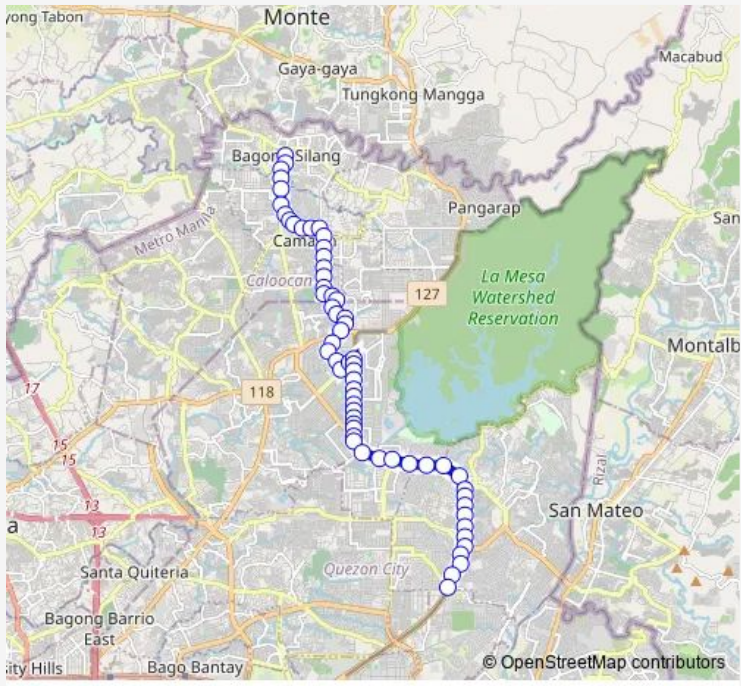 yong Tabon
Monte
Gaya-gaya
Macabud
Tungkong Mangga
Bagong Silang
Pangarap
San
Metro Manila
Caloocan
127
La Mesa
Watershed
Reservation
Montalb
17
118
15
15
13
13
a
San Mateo
Rizal
Quezon City
Santa Quiteria
Bagong Barrio
East
sity Hills
Bago Bantay
© OpenStreetMap contributors